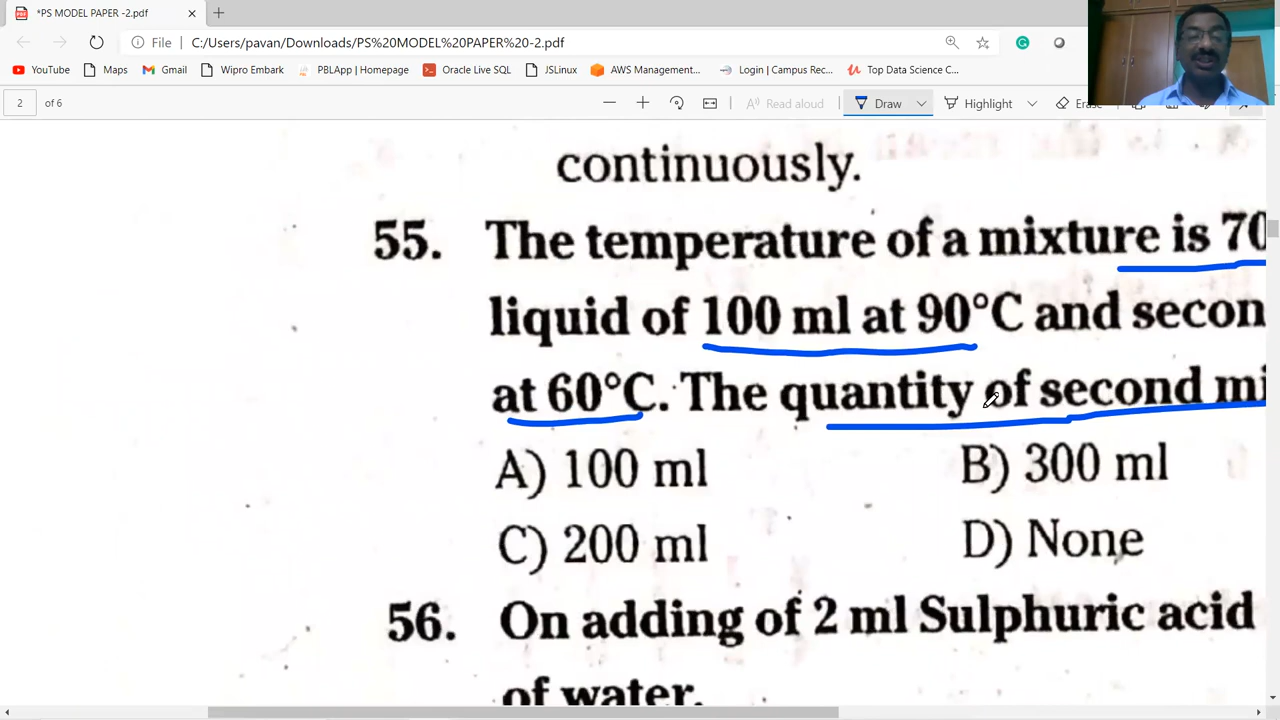 *PS MODEL PAPER -2.pdf
File C:/Users/pavan/Downloads/PS%20MODEL%20PAPER%20-2.pdf
YouTube Maps Gmail Wipro Embark PBLApp | Homepage Oracle Live SQL JSLinux AWS Management... Login | Campus Rec... Top Data Science C...
2 of 6 Read aloud Draw Highlight Erase
continuously.
55. The temperature of a mixture is 70
liquid of 100 ml at 90°C and secon
at 60°C. The quantity of second mi
A) 100 ml B) 300 ml
C) 200 ml D) None
56. On adding of 2 ml Sulphuric acid
of water.